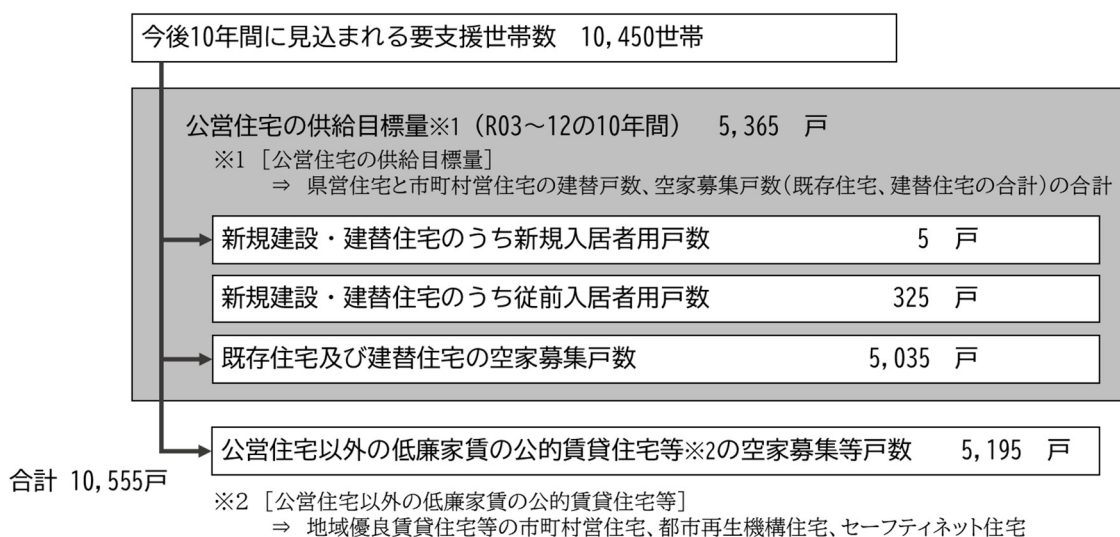 今後10年間に見込まれる要支援世帯数　10,450世帯
公営住宅の供給目標量※1（R03～12の10年間）　5,365　戸
※1 ［公営住宅の供給目標量］
⇒ 県営住宅と市町村営住宅の建替戸数、空家募集戸数（既存住宅、建替住宅の合計）の合計
新規建設・建替住宅のうち新規入居者用戸数　5　戸
新規建設・建替住宅のうち従前入居者用戸数　325　戸
既存住宅及び建替住宅の空家募集戸数　5,035　戸
公営住宅以外の低廉家賃の公的賃貸住宅等※2の空家募集等戸数　5,195　戸
合計 10,555戸
※2 ［公営住宅以外の低廉家賃の公的賃貸住宅等］
⇒ 地域優良賃貸住宅等の市町村営住宅、都市再生機構住宅、セーフティネット住宅